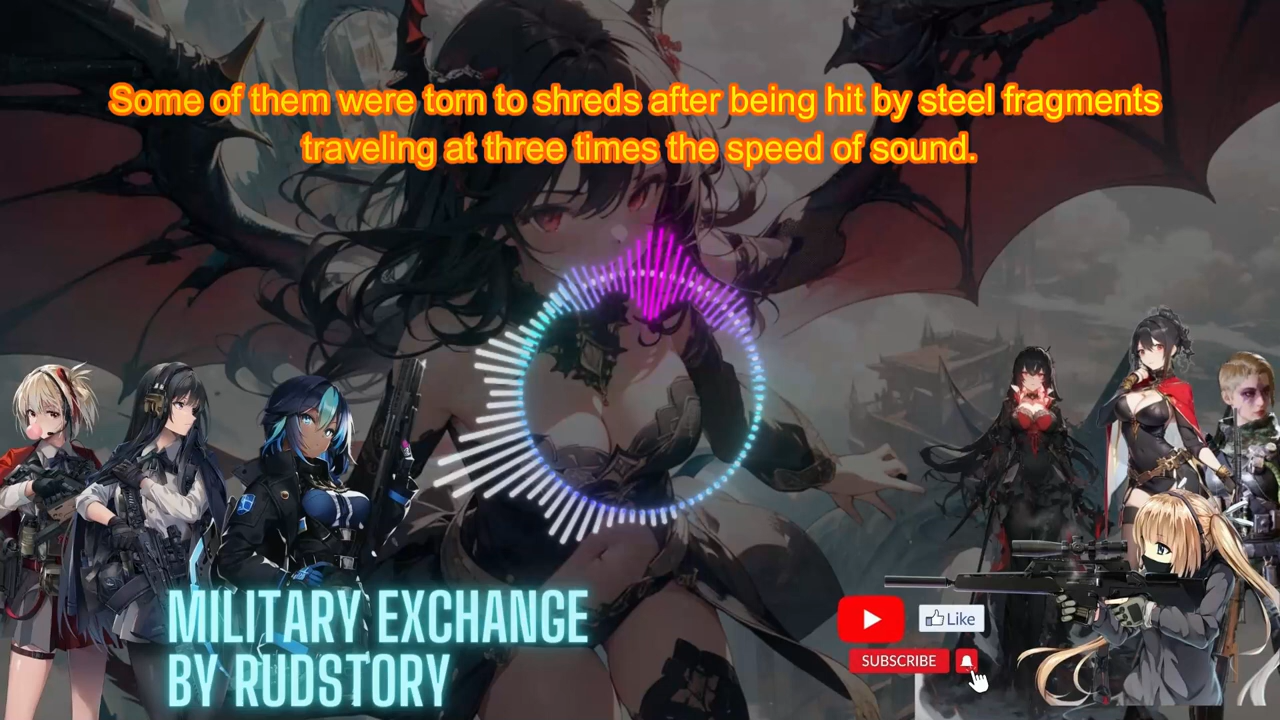 Some of them were torn to shreds after being hit by steel fragments
traveling at three times the speed of sound.
MILITARY EXCHANGE
BY RUDSTORY
Like
SUBSCRIBE